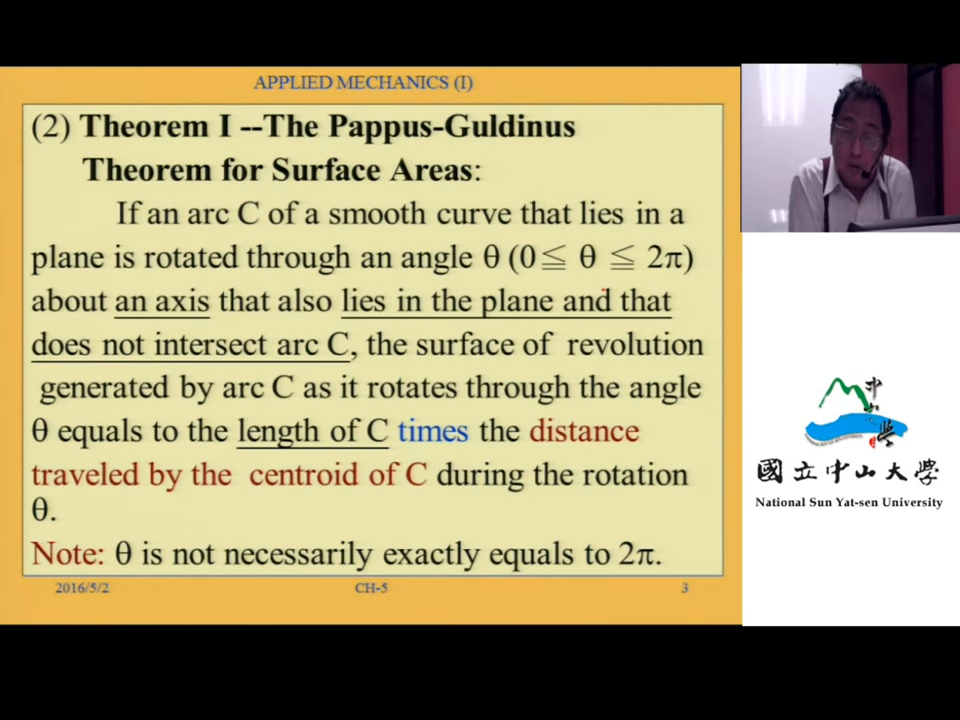 APPLIED MECHANICS (I)
(2) Theorem I --The Pappus-Guldinus
Theorem for Surface Areas:
If an arc C of a smooth curve that lies in a
plane is rotated through an angle θ (0≦ θ ≦ 2π)
about an axis that also lies in the plane and that
does not intersect arc C, the surface of revolution
generated by arc C as it rotates through the angle
θ equals to the length of C times the distance
traveled by the centroid of C during the rotation
θ.
Note: θ is not necessarily exactly equals to 2π.
2016/5/2 CH-5 3
國立中山大學
National Sun Yat-sen University